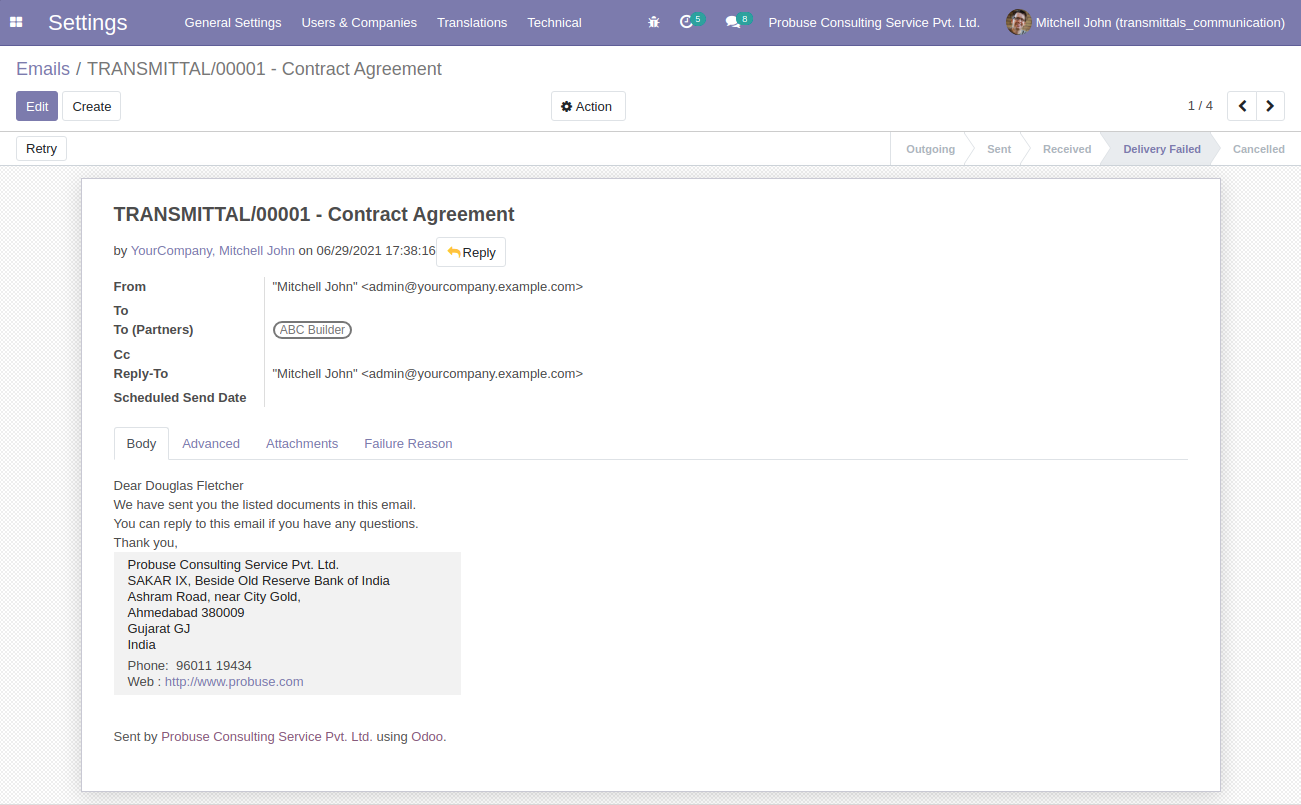 Settings General Settings Users & Companies Translations Technical 5 8 Probuse Consulting Service Pvt. Ltd. Mitchell John (transmittals_communication)
Emails / TRANSMITTAL/00001 - Contract Agreement
Edit Create Action 1 / 4
Retry Outgoing Sent Received Delivery Failed Cancelled
TRANSMITTAL/00001 - Contract Agreement
by YourCompany, Mitchell John on 06/29/2021 17:38:16 Reply
From "Mitchell John" <admin@yourcompany.example.com>
To
To (Partners) ABC Builder
Cc
Reply-To "Mitchell John" <admin@yourcompany.example.com>
Scheduled Send Date
Body Advanced Attachments Failure Reason
Dear Douglas Fletcher
We have sent you the listed documents in this email.
You can reply to this email if you have any questions.
Thank you,
Probuse Consulting Service Pvt. Ltd.
SAKAR IX, Beside Old Reserve Bank of India
Ashram Road, near City Gold,
Ahmedabad 380009
Gujarat GJ
India
Phone: 96011 19434
Web : http://www.probuse.com
Sent by Probuse Consulting Service Pvt. Ltd. using Odoo.